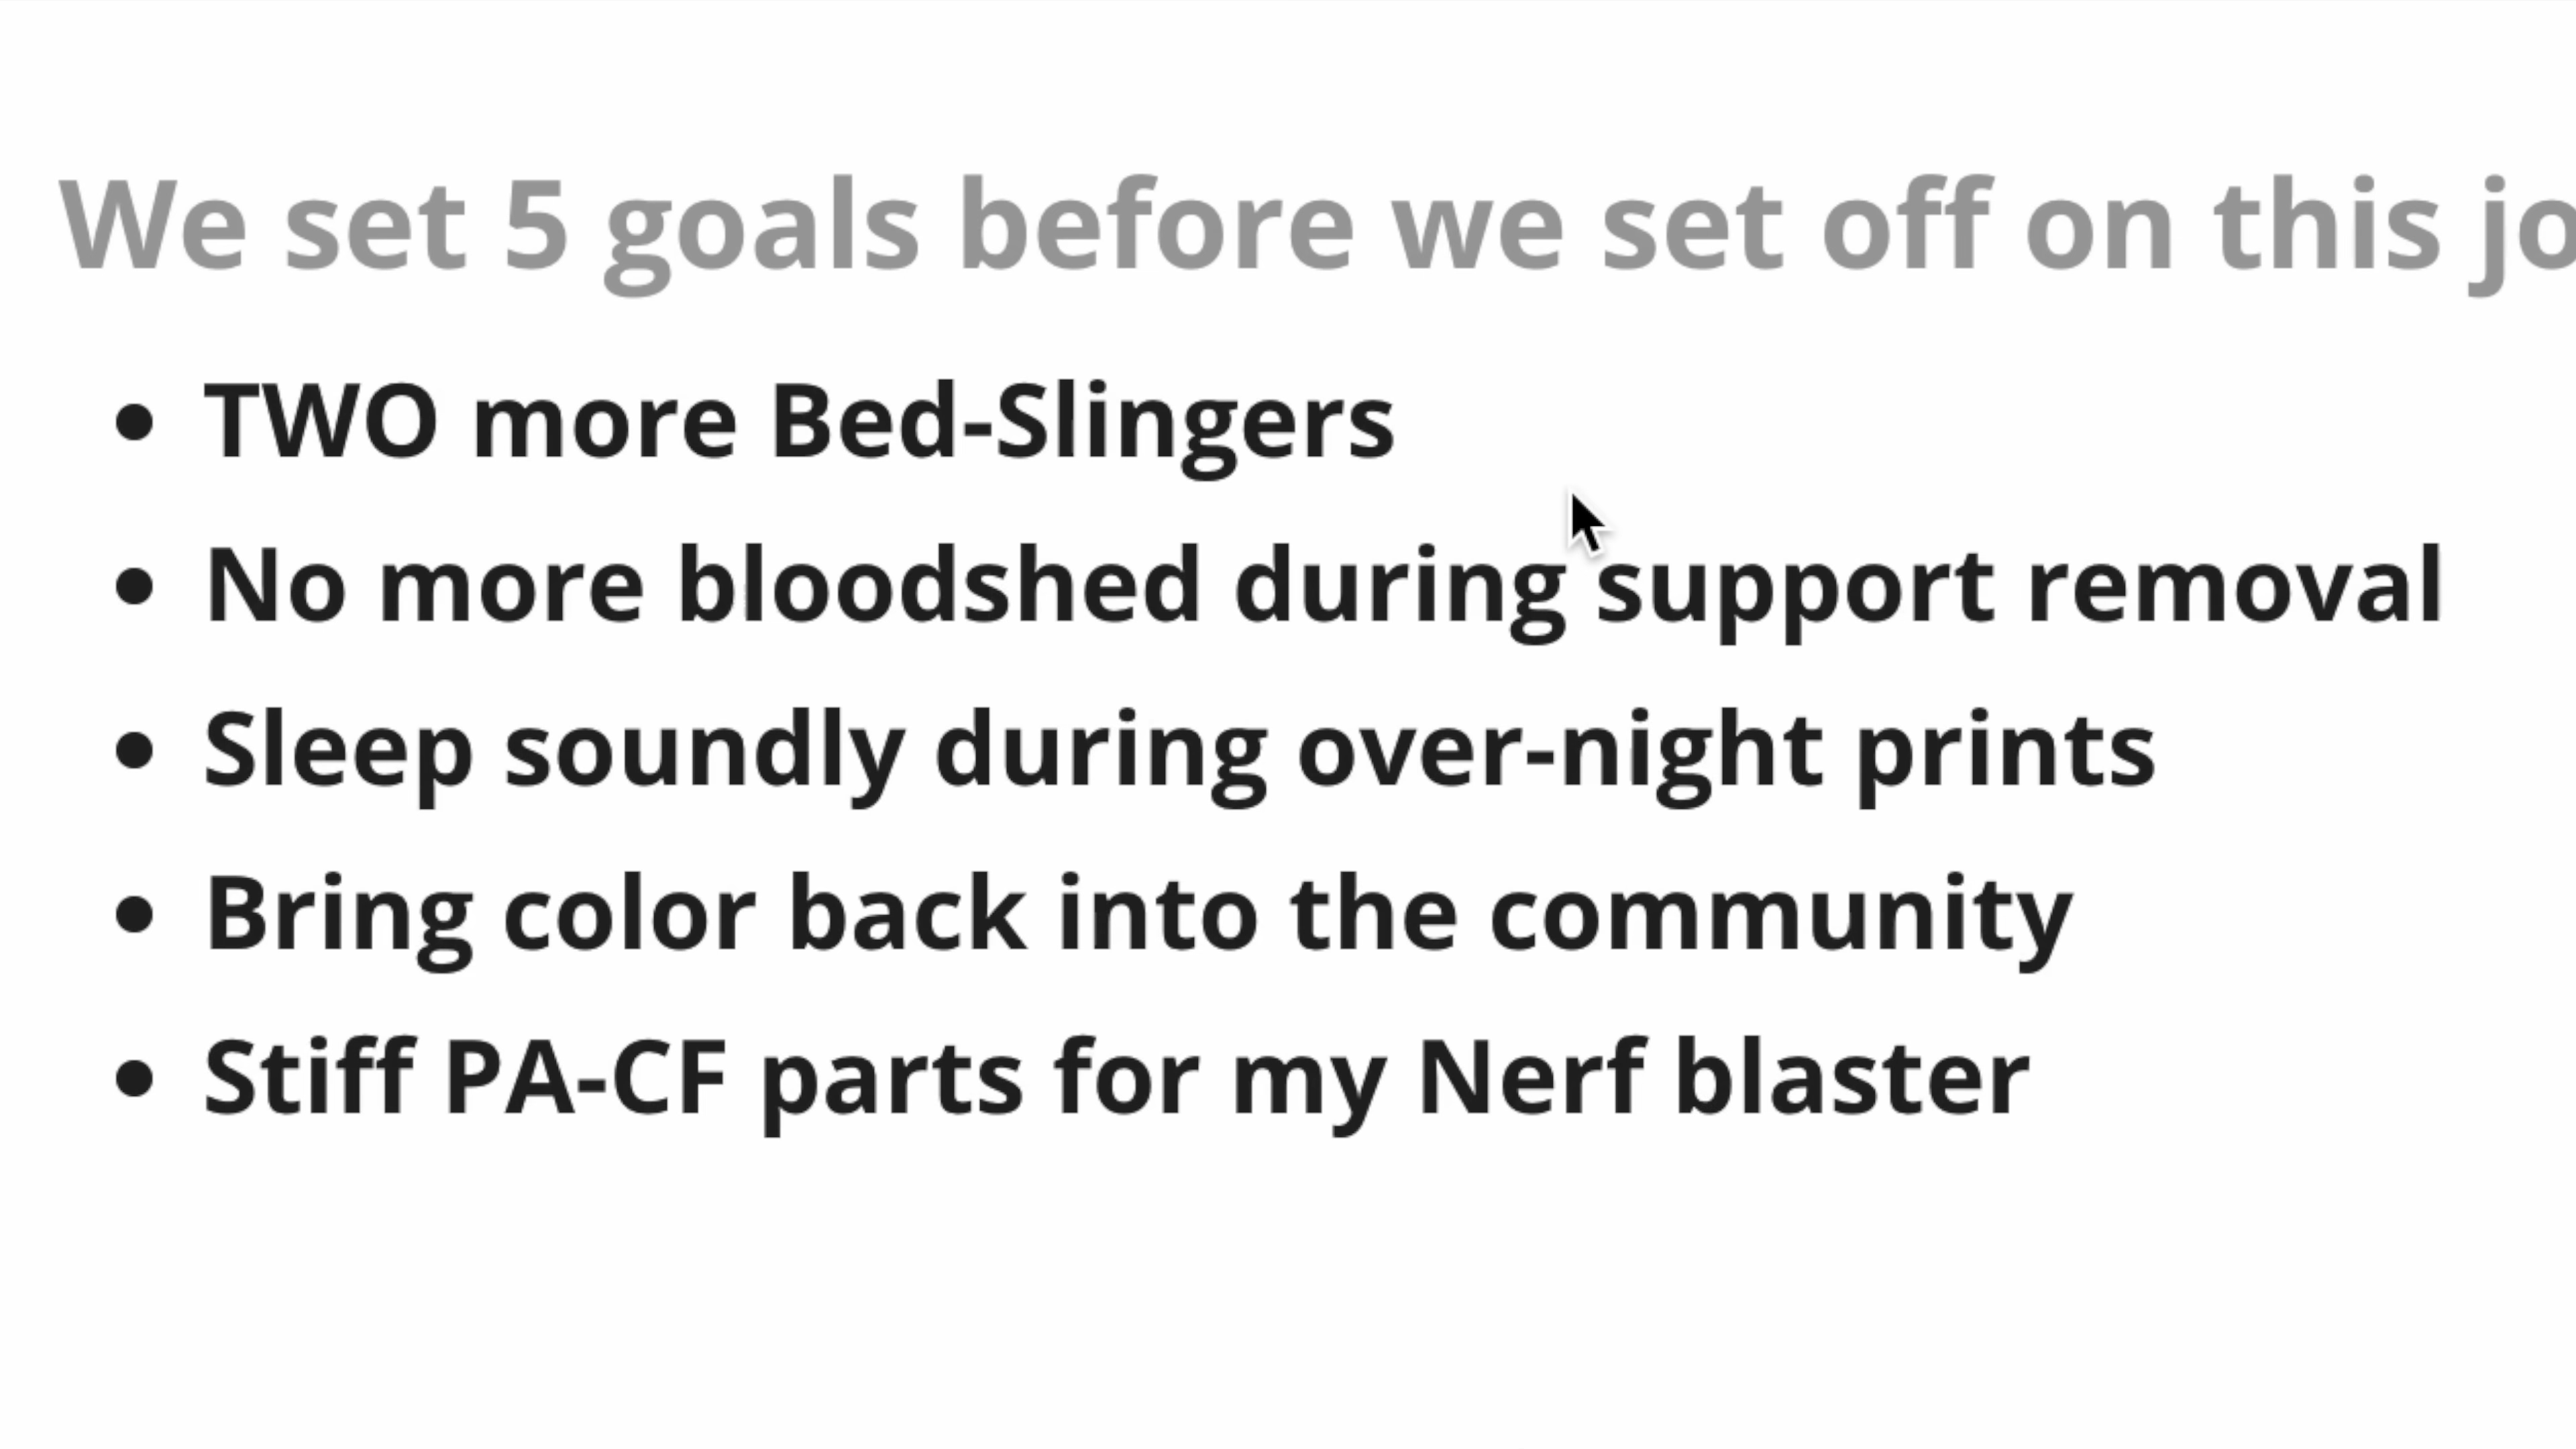 We set 5 goals before we set off on this jo
• TWO more Bed-Slingers
• No more bloodshed during support removal
• Sleep soundly during over-night prints
• Bring color back into the community
• Stiff PA-CF parts for my Nerf blaster